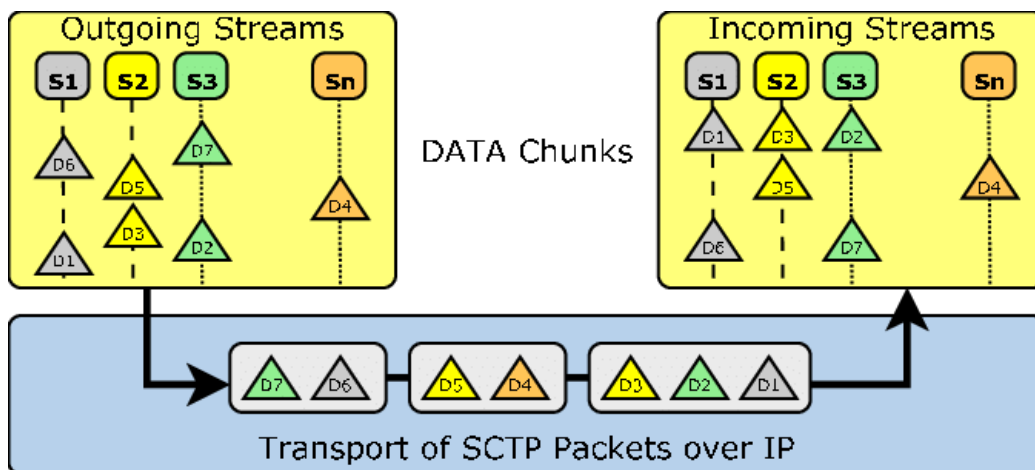 Outgoing Streams
S1 S2 S3 Sn
D7
D6
D5
D4
D3
D2
D1
DATA Chunks
Incoming Streams
S1 S2 S3 Sn
D1 D3 D2
D5 D4
D6 D7
D7 D6 D5 D4 D3 D2 D1
Transport of SCTP Packets over IP